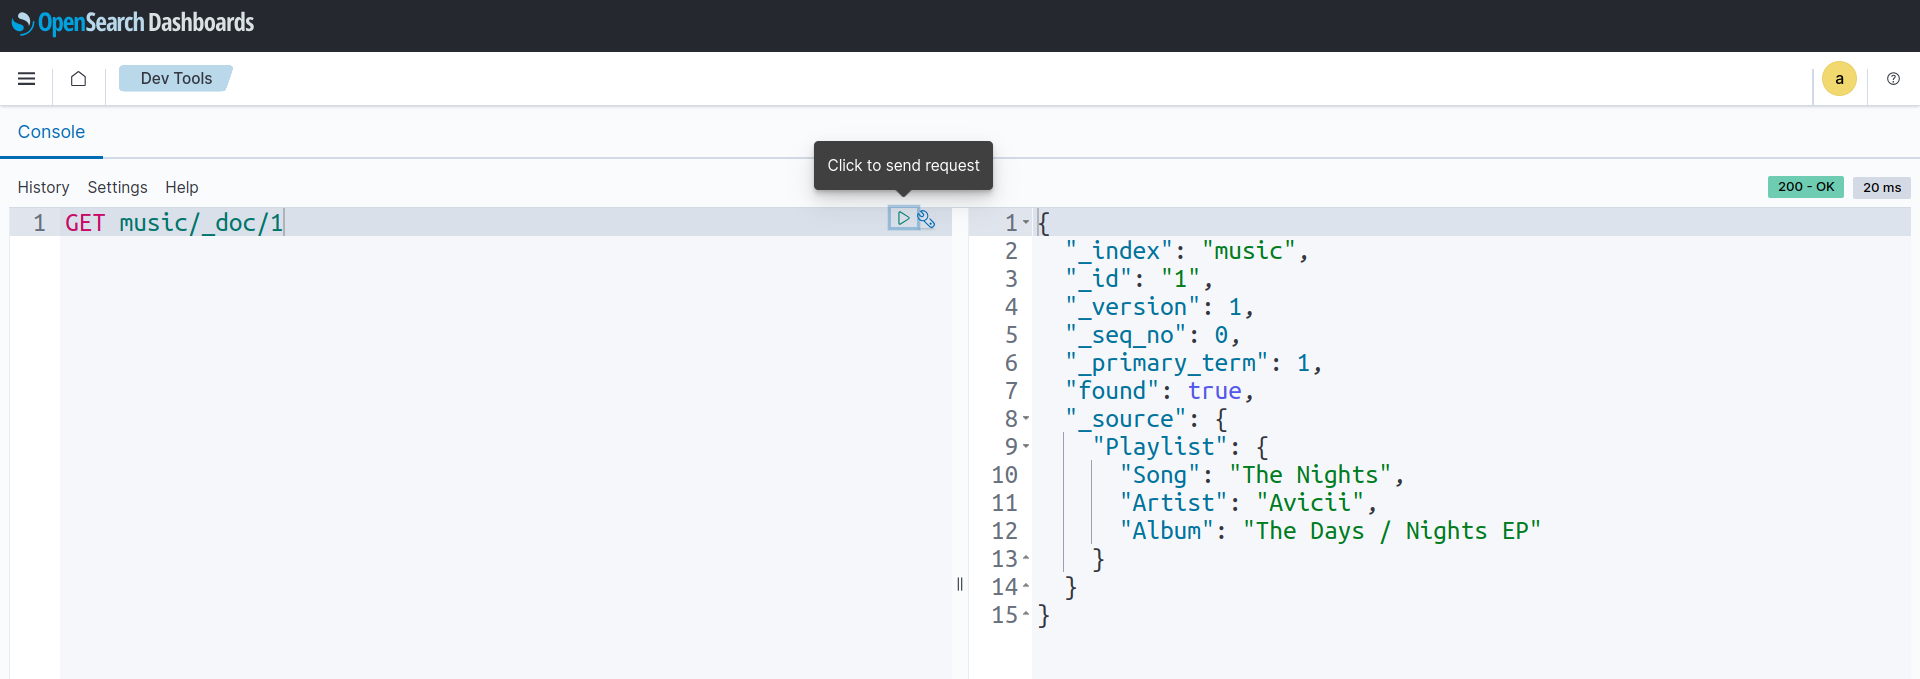 OpenSearch Dashboards
Dev Tools
a
Console
Click to send request
History Settings Help
200 - OK 20 ms
1 GET music/_doc/1
1 {
2 "_index": "music",
3 "_id": "1",
4 "_version": 1,
5 "_seq_no": 0,
6 "_primary_term": 1,
7 "found": true,
8 "_source": {
9 "Playlist": {
10 "Song": "The Nights",
11 "Artist": "Avicii",
12 "Album": "The Days / Nights EP"
13 }
14 }
15 }